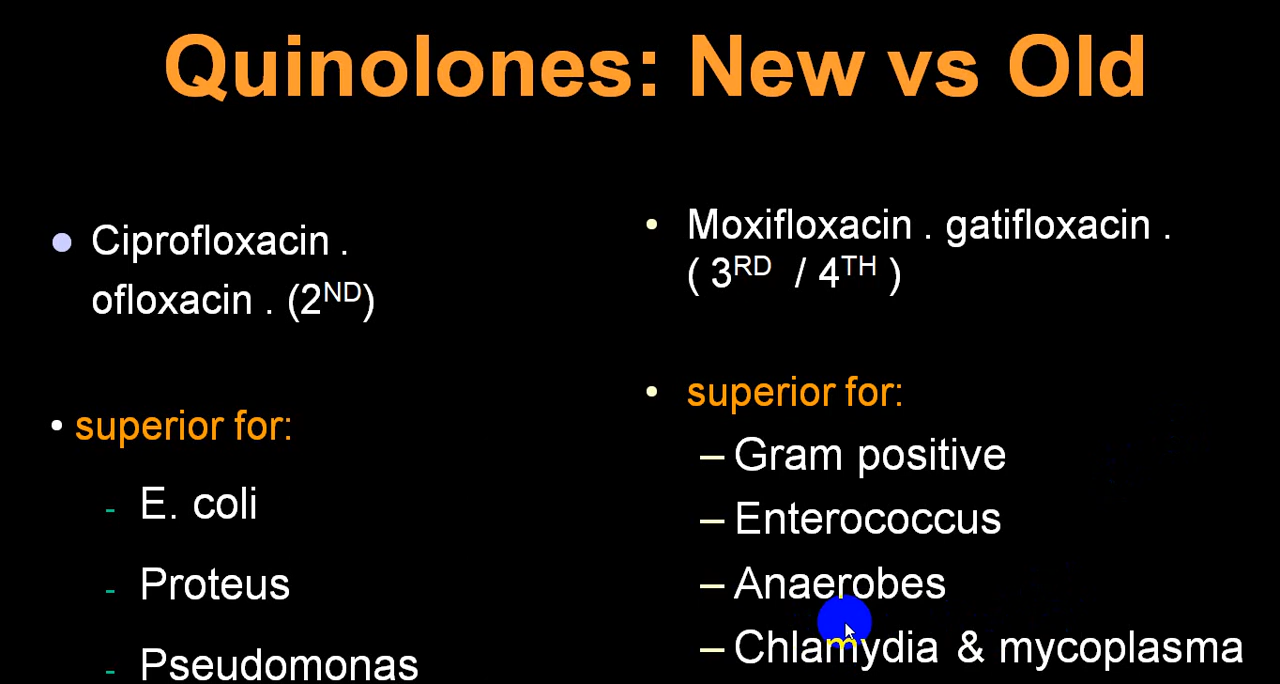 Quinolones: New vs Old
● Ciprofloxacin .
ofloxacin . (2ND)
• superior for:
- E. coli
- Proteus
- Pseudomonas
• Moxifloxacin . gatifloxacin .
( 3RD / 4TH )
• superior for:
– Gram positive
– Enterococcus
– Anaerobes
– Chlamydia & mycoplasma